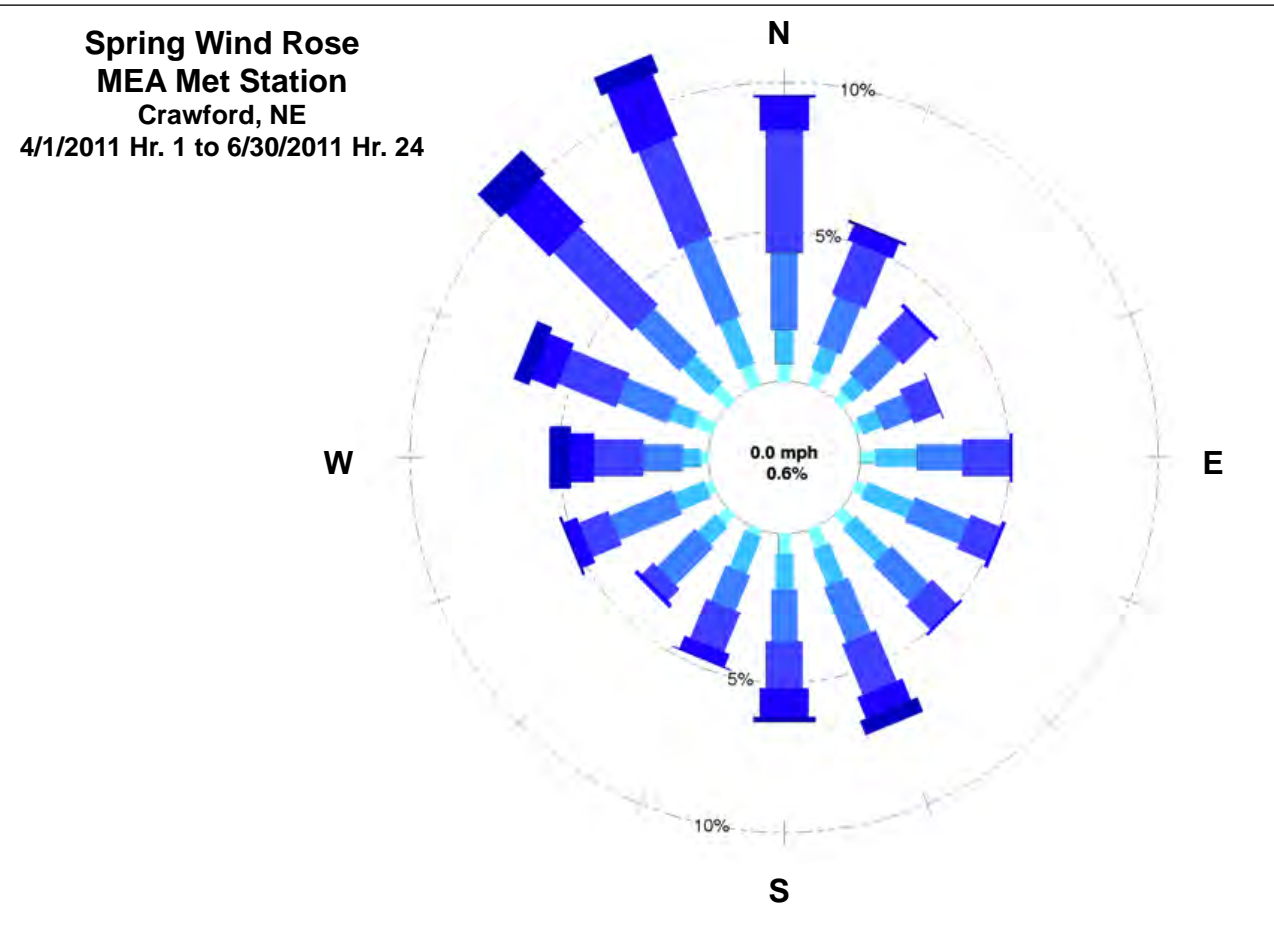 Spring Wind Rose
MEA Met Station
Crawford, NE
4/1/2011 Hr. 1 to 6/30/2011 Hr. 24
N
10%
5%
W
0.0 mph
0.6%
E
5%
10%
S